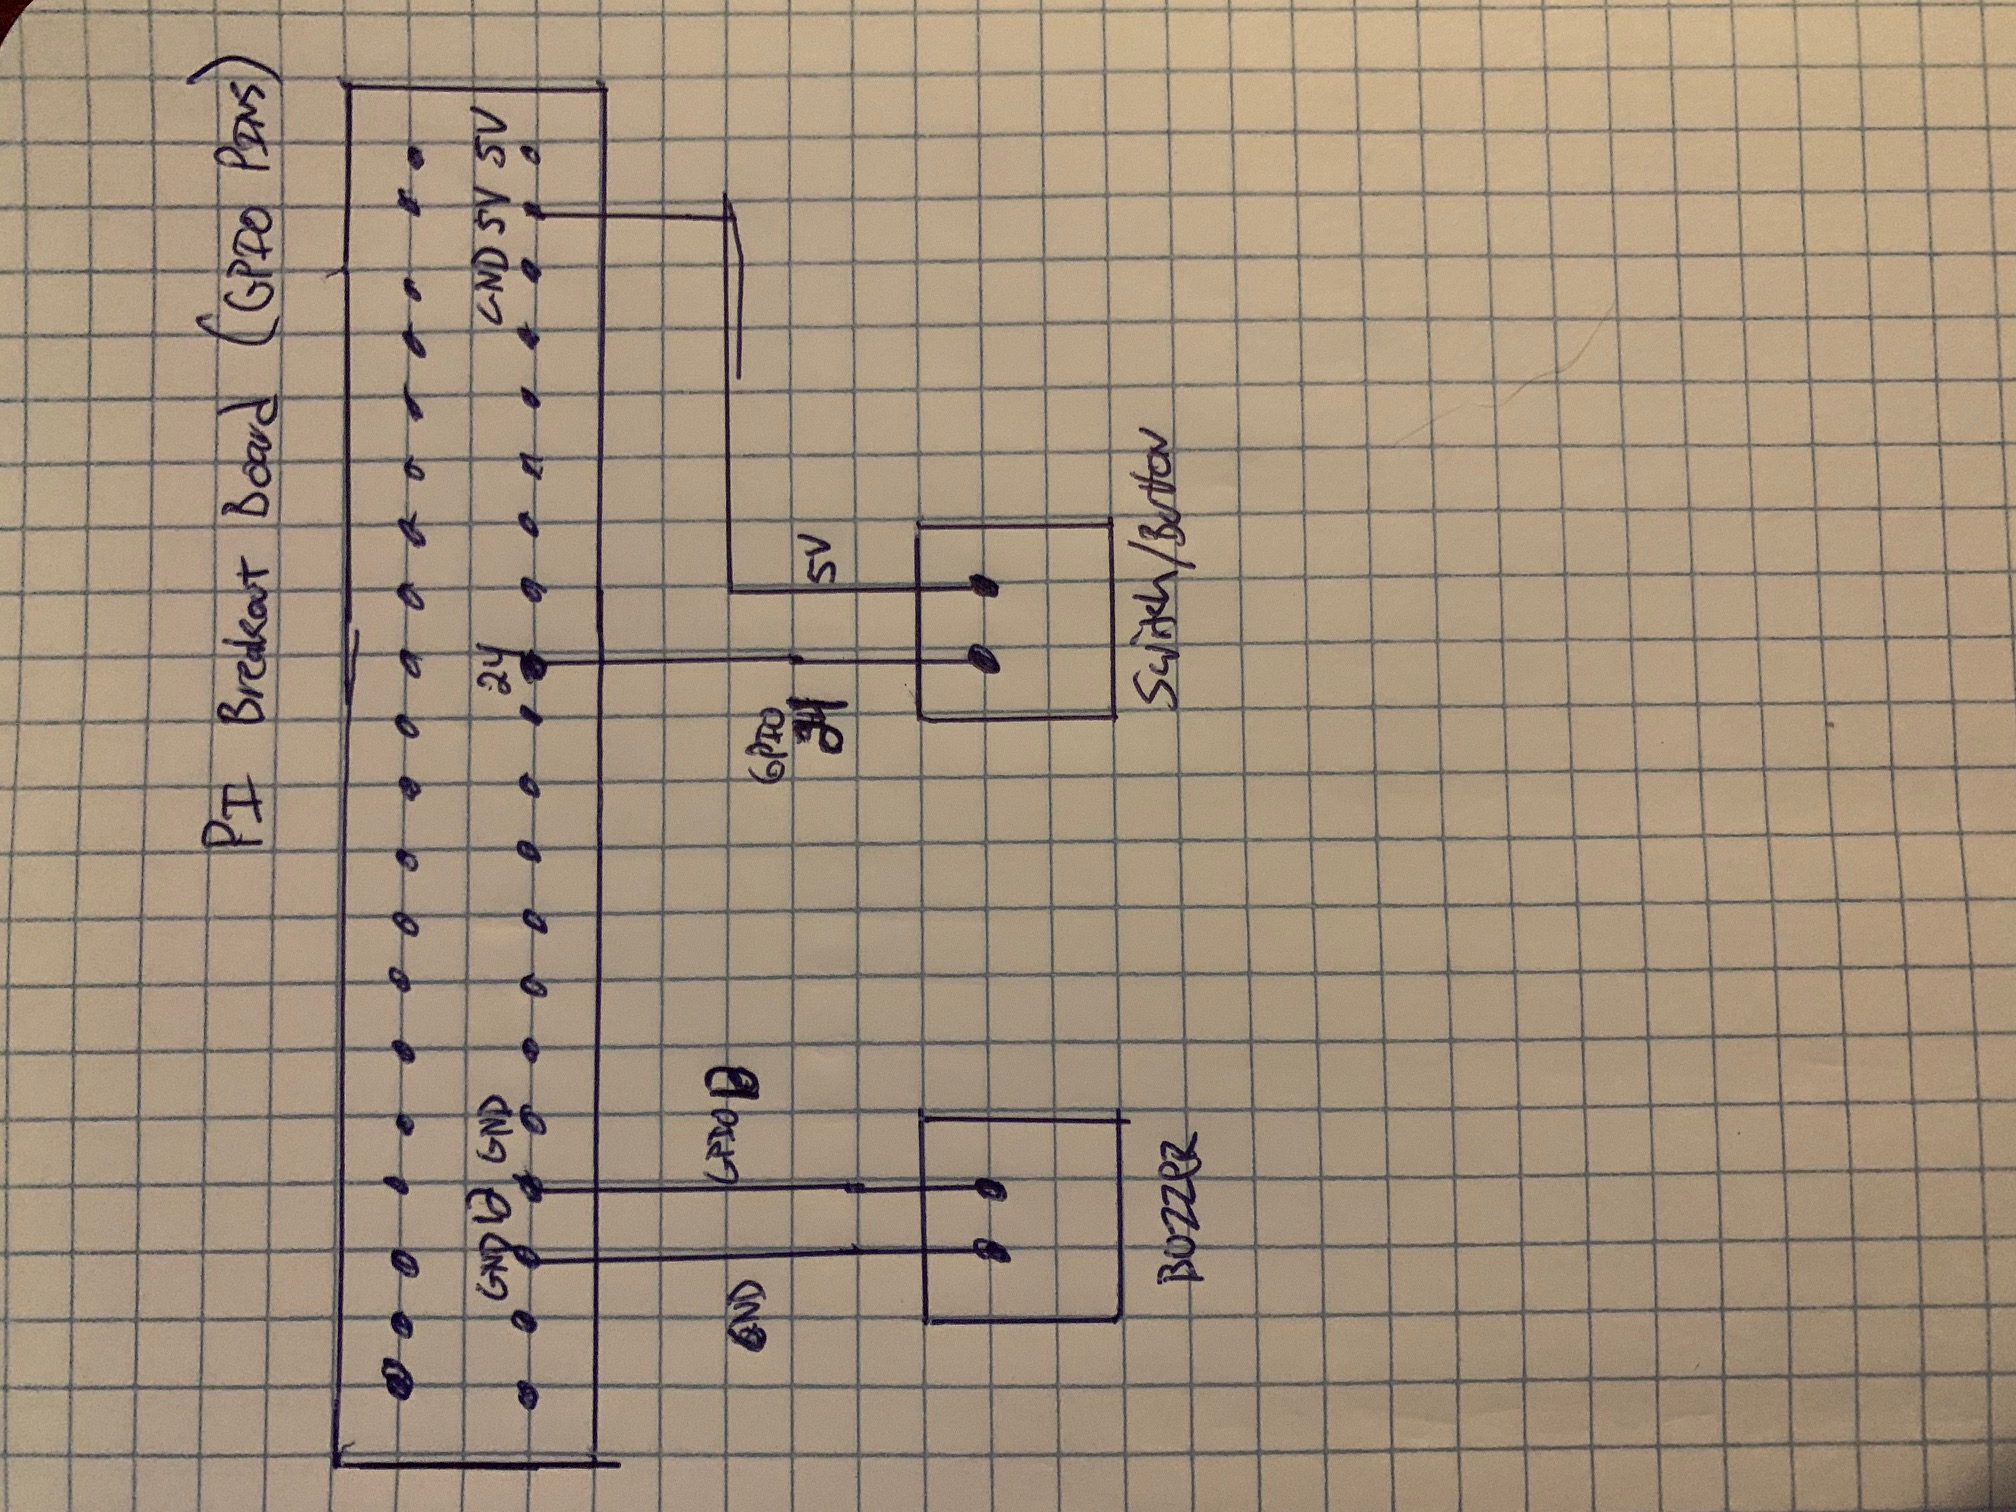 PI Breakout Board (GPIO PINS)
GND 12 GND 24 GND 5V 5V
GND GPIO
GPIO
24 5V
BUZZER Switch/Button